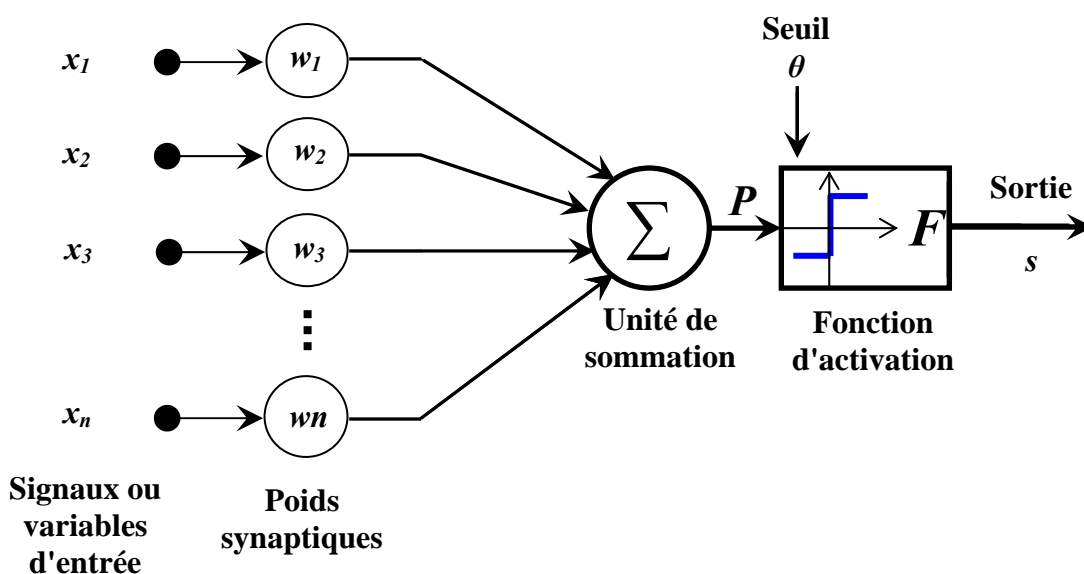 Seuil
θ
x1
w1
x2
w2
x3
w3
xn
wn
∑
P
F
Sortie
s
Unité de
sommation
Fonction
d'activation
Signaux ou
variables
d'entrée
Poids
synaptiques